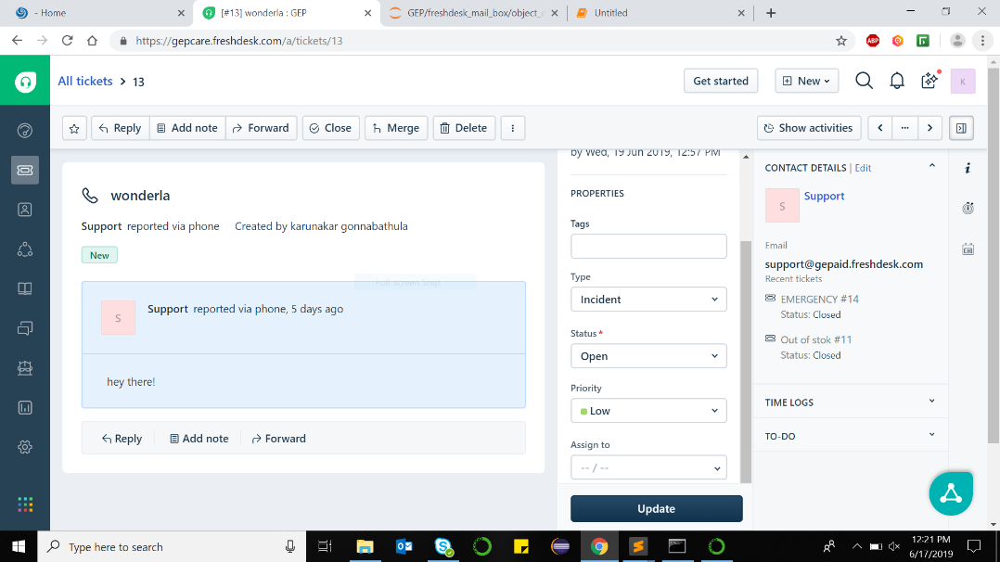 - Home
[#13] wonderla : GEP
GEP/freshdesk_mail_box/object_
Untitled
https://gepcare.freshdesk.com/a/tickets/13
ABP
All tickets > 13
Get started
New
K
Reply
Add note
Forward
Close
Merge
Delete
Show activities
wonderla
Support reported via phone Created by karunakar gonnabathula
New
Full-screen Snip
S
Support reported via phone, 5 days ago
hey there!
Reply
Add note
Forward
by Wed, 19 Jun 2019, 12:57 PM
PROPERTIES
Tags
Type
Incident
Status *
Open
Priority
Low
Assign to
-- / --
Update
CONTACT DETAILS | Edit
S
Support
Email
support@gepaid.freshdesk.com
Recent tickets
EMERGENCY #14
Status: Closed
Out of stok #11
Status: Closed
TIME LOGS
TO-DO
Type here to search
12:21 PM
6/17/2019